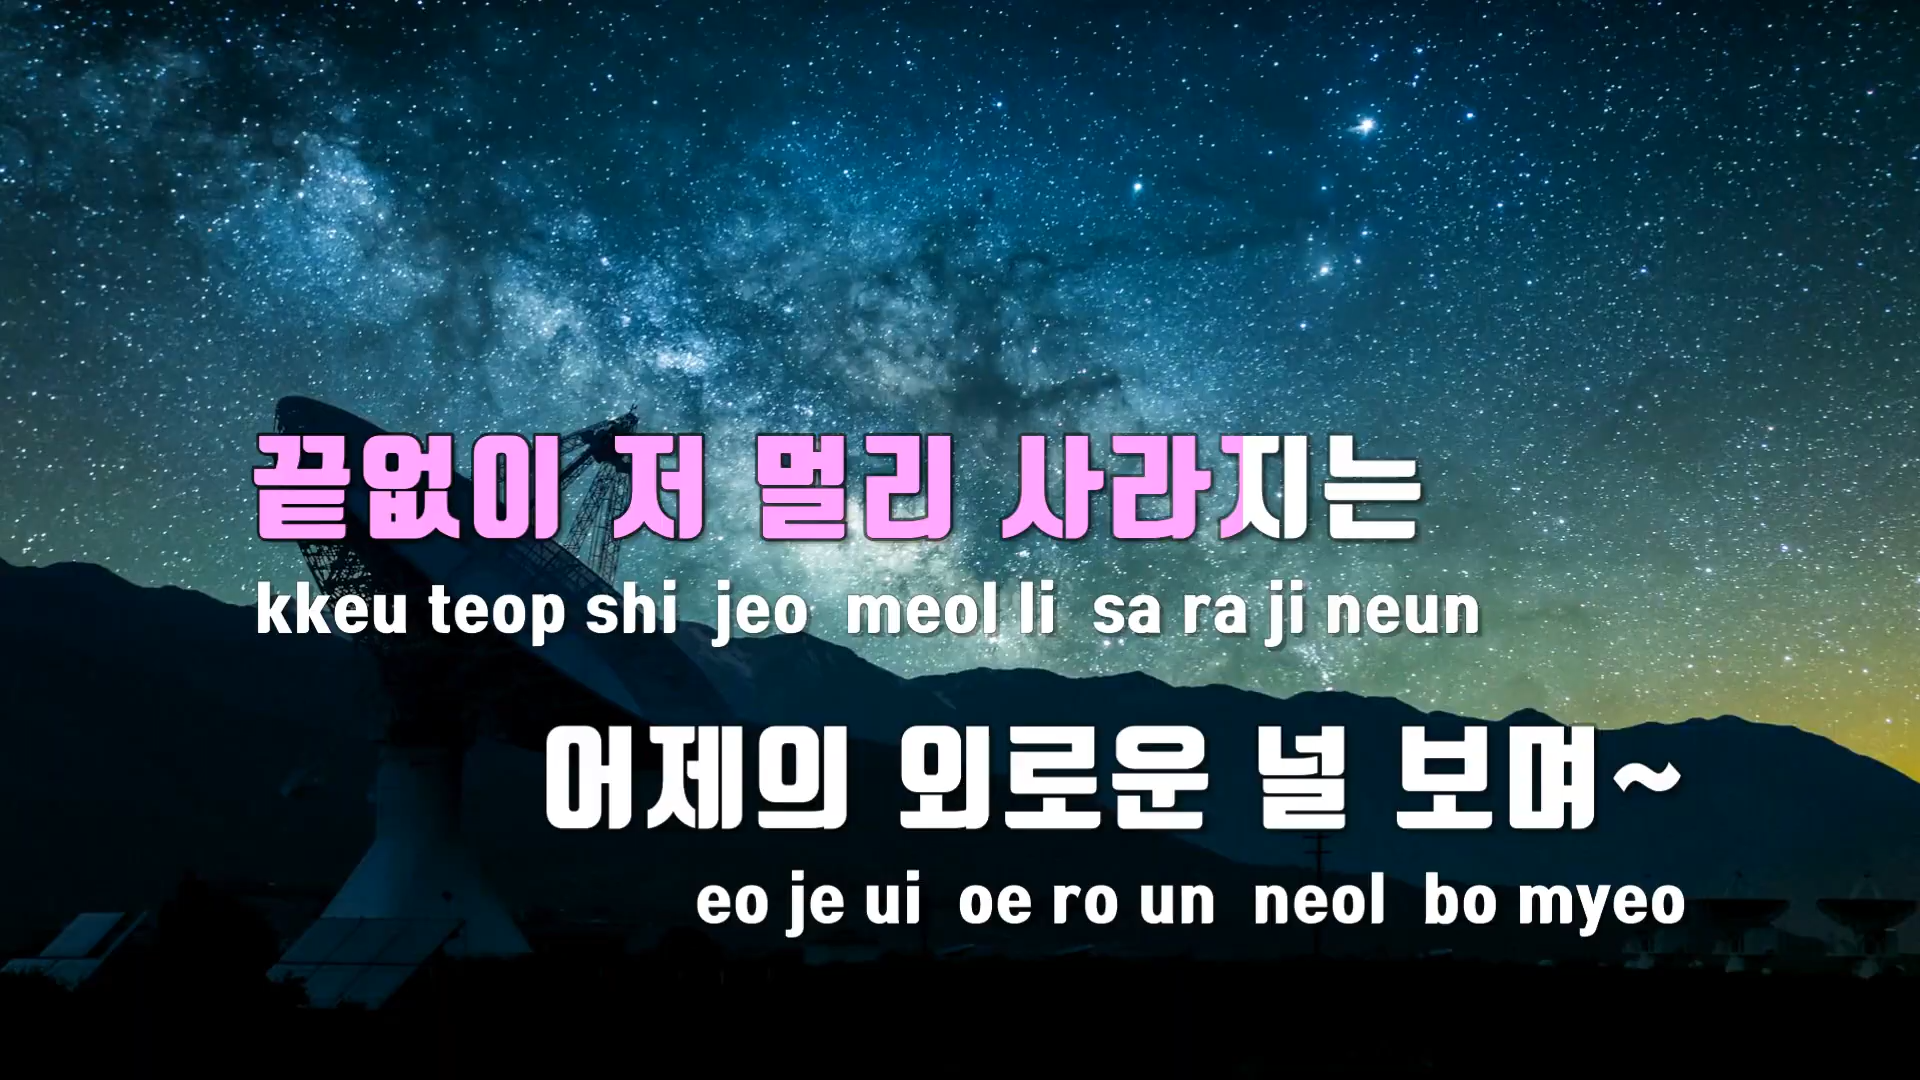 끝없이 저 멀리 사라지는
kkeu teop shi jeo meol li sa ra ji neun
어제의 외로운 널 보며~
eo je ui oe ro un neol bo myeo